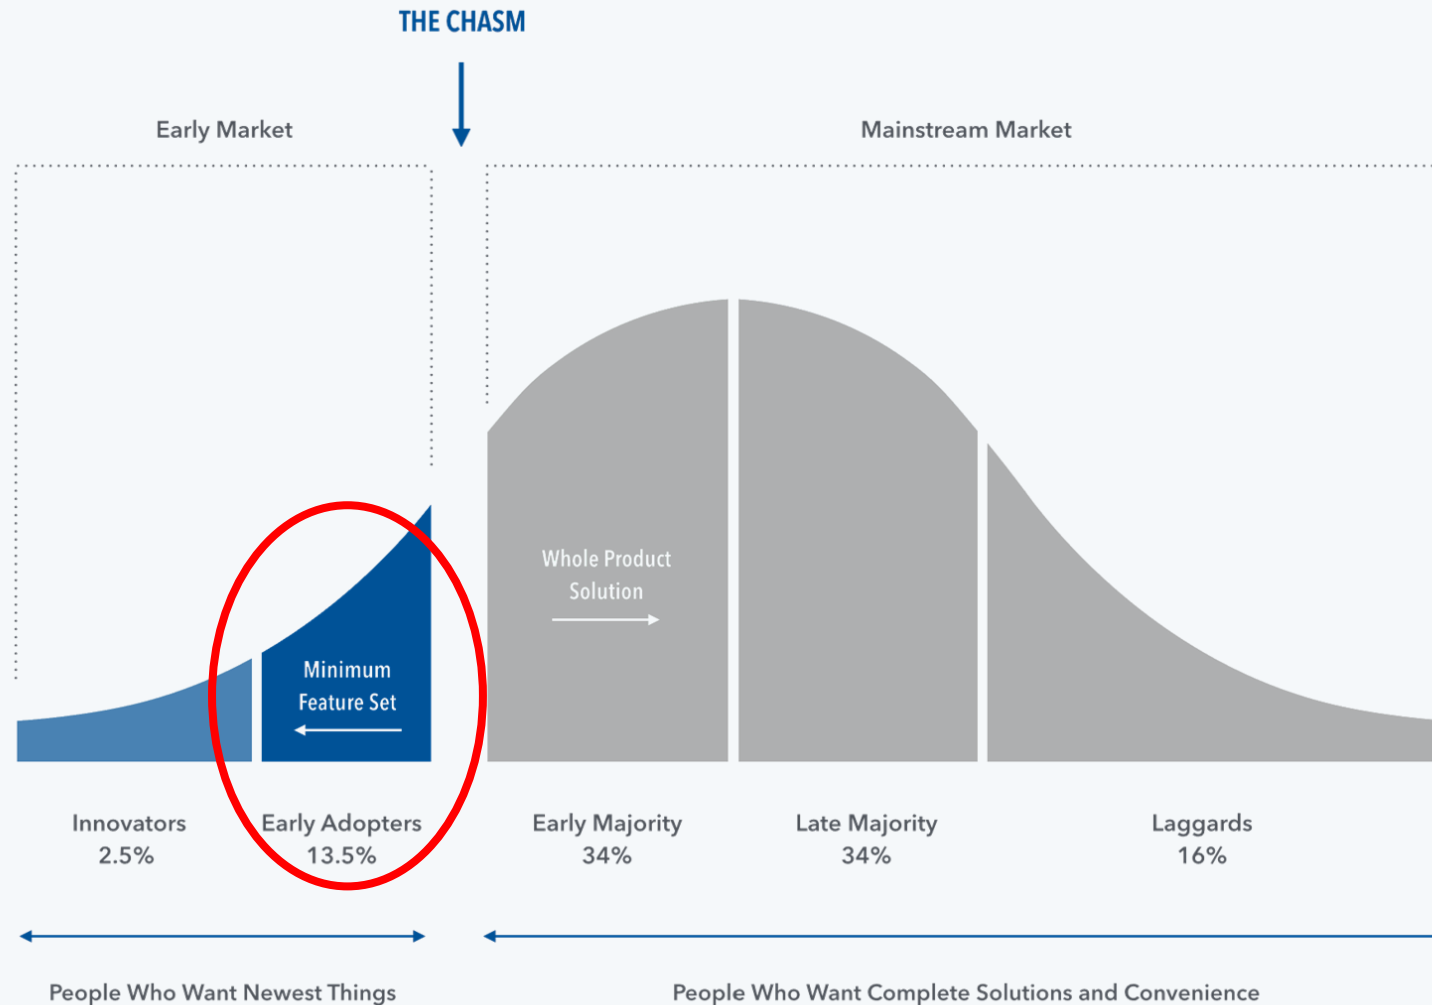 THE CHASM
Early Market
Mainstream Market
Whole Product
Solution
Minimum
Feature Set
Innovators
2.5%
Early Adopters
13.5%
Early Majority
34%
Late Majority
34%
Laggards
16%
People Who Want Newest Things
People Who Want Complete Solutions and Convenience